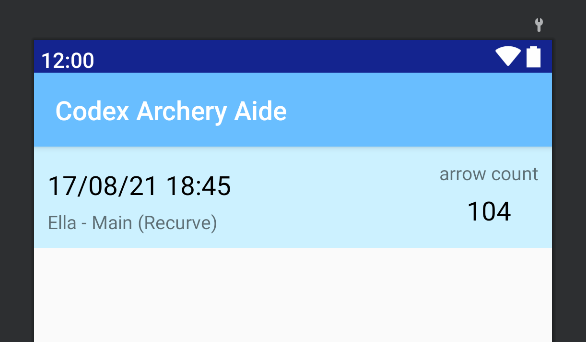 12:00
Codex Archery Aide
17/08/21 18:45
arrow count
Ella - Main (Recurve)
104